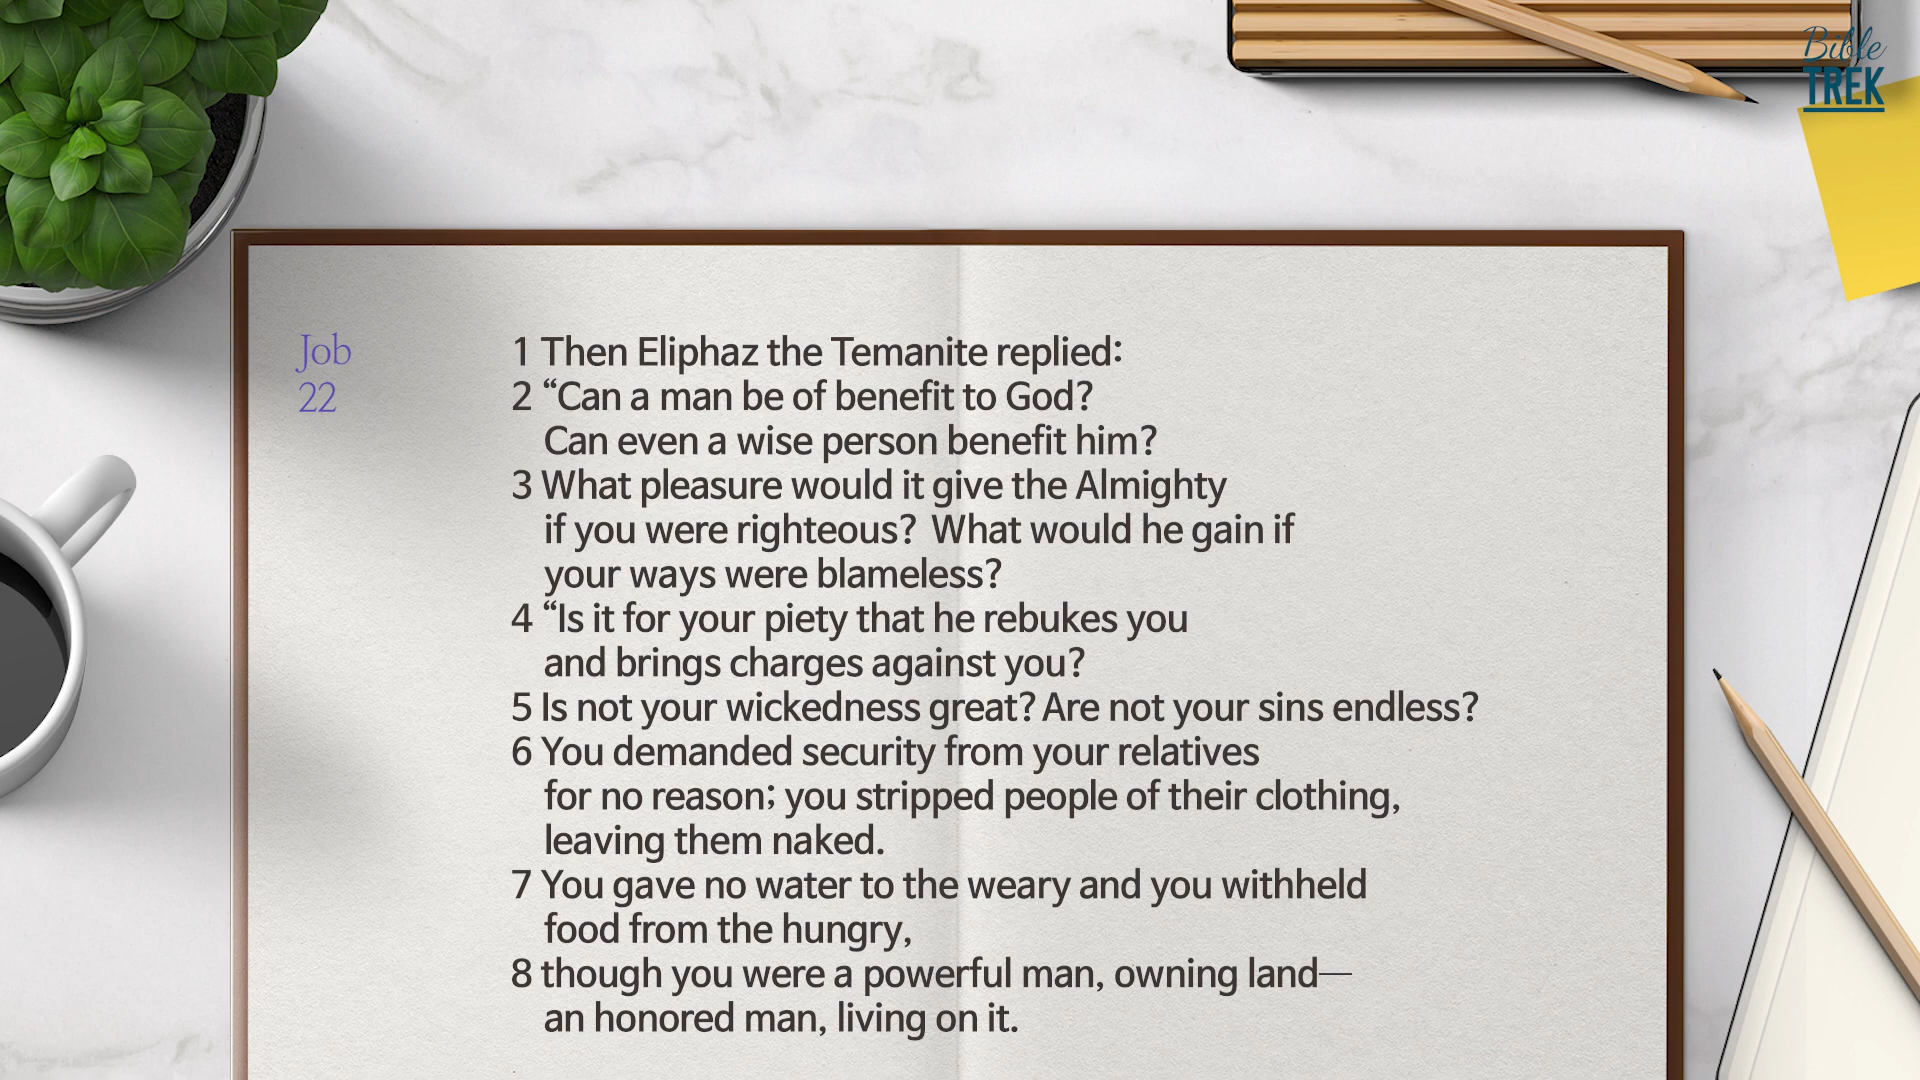 Bible
TREK
Job
22
1 Then Eliphaz the Temanite replied:
2 “Can a man be of benefit to God?
Can even a wise person benefit him?
3 What pleasure would it give the Almighty
if you were righteous?  What would he gain if
your ways were blameless?
4 “Is it for your piety that he rebukes you
and brings charges against you?
5 Is not your wickedness great? Are not your sins endless?
6 You demanded security from your relatives
for no reason; you stripped people of their clothing,
leaving them naked.
7 You gave no water to the weary and you withheld
food from the hungry,
8 though you were a powerful man, owning land—
an honored man, living on it.